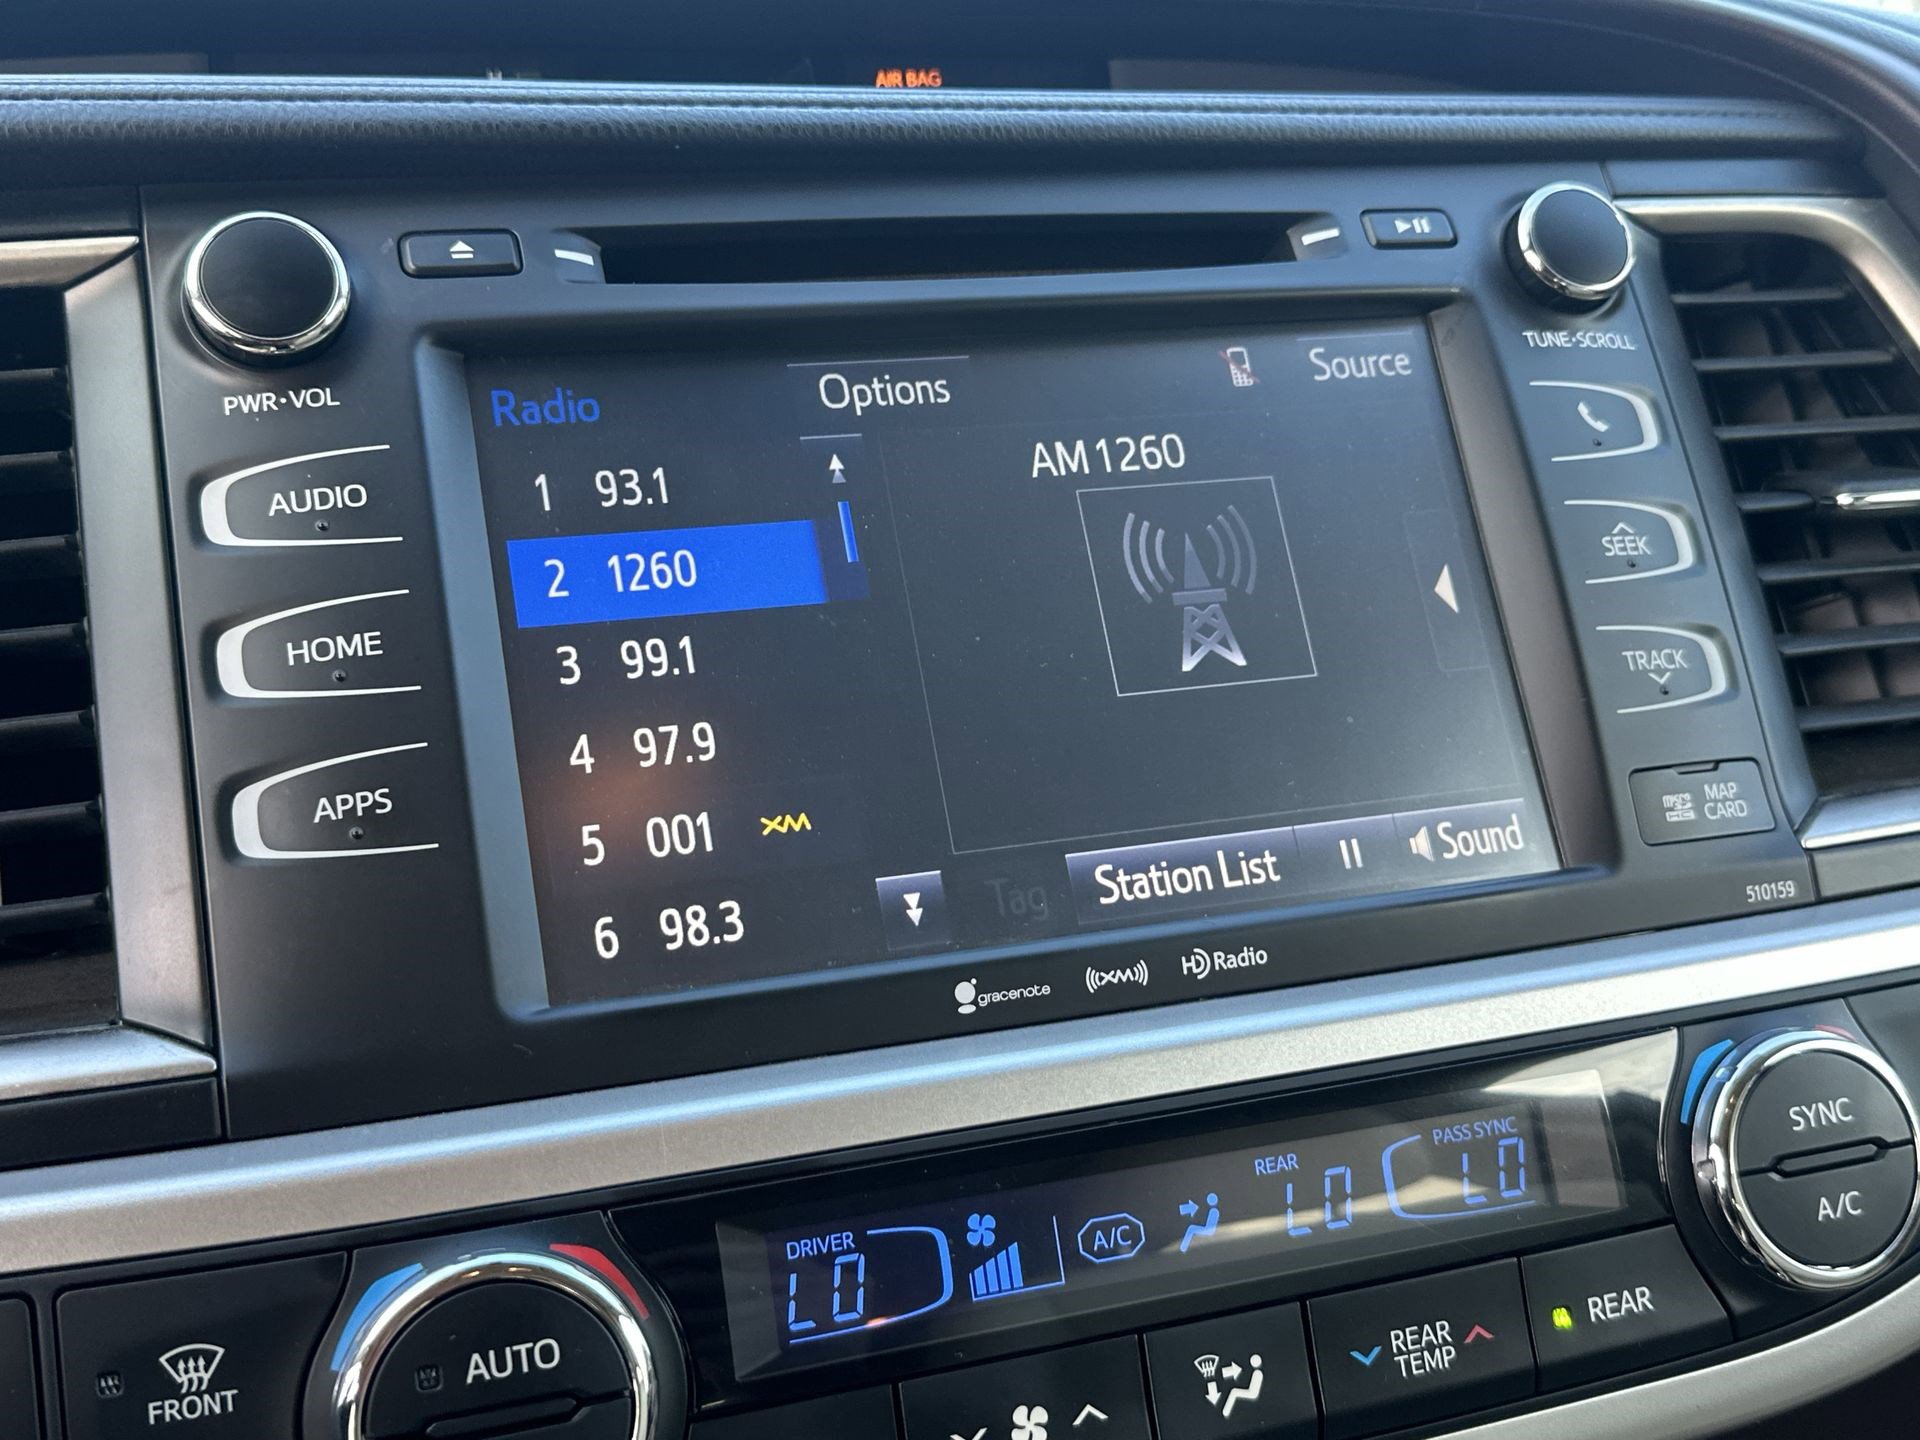 AIR BAG
PWR•VOL
TUNE•SCROLL
AUDIO
HOME
APPS
Radio
Options
Source
1 93.1
2 1260
3 99.1
4 97.9
5 001 XM
6 98.3
AM 1260
Tag
Station List
Sound
SEEK
TRACK
micro SD HC
MAP
CARD
510159
gracenote
((XM))
HD Radio
DRIVER
LO
A/C
REAR
LO
PASS SYNC
LO
SYNC
A/C
FRONT
AUTO
REAR
TEMP
REAR